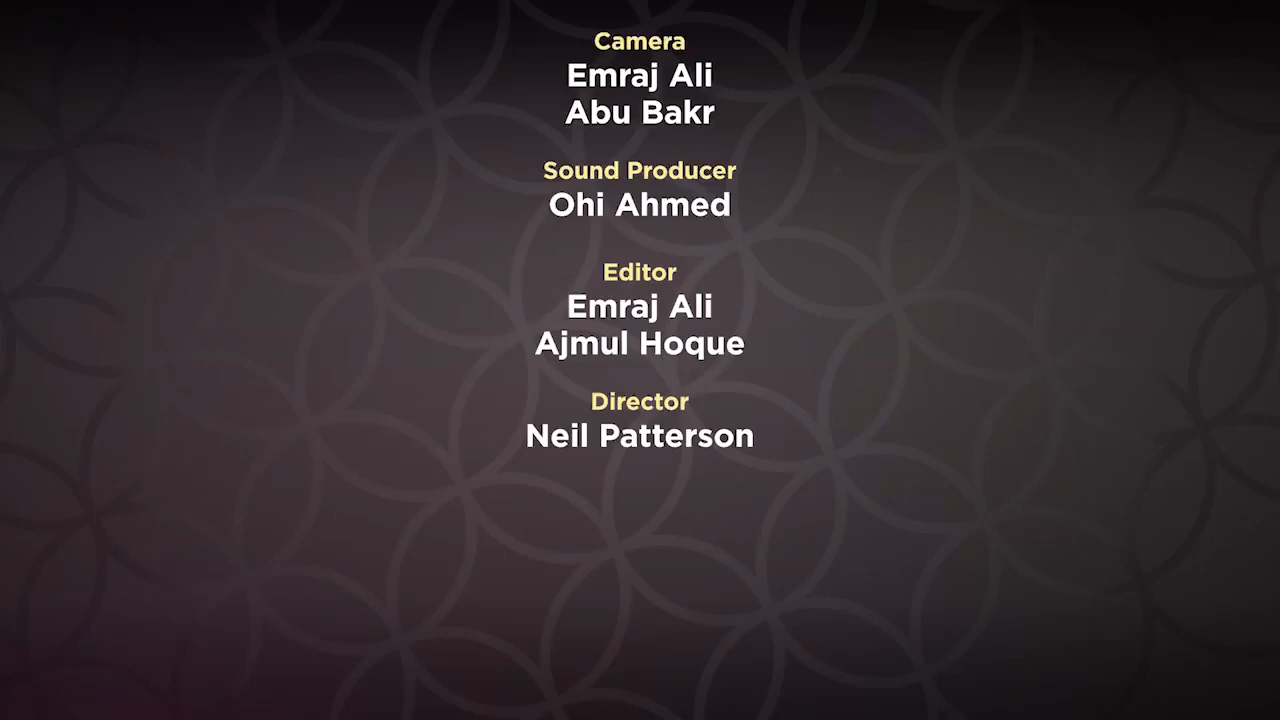 Camera
Emraj Ali
Abu Bakr
Sound Producer
Ohi Ahmed
Editor
Emraj Ali
Ajmul Hoque
Director
Neil Patterson